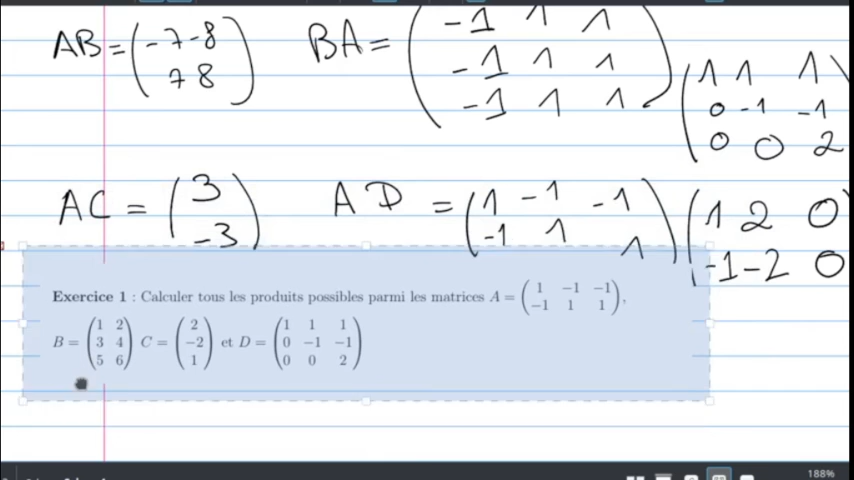 AB = ( -7 -8
7 8 )
BA = ( -1 1 1
-1 1 1
-1 1 1 )
( 1 1 1
0 -1 -1
0 0 2
AC = ( 3
-3 )
AD = ( 1 -1 -1
-1 1 1 )
( 1 2 0
-1 -2 0
Exercice 1 : Calculer tous les produits possibles parmi les matrices A = ( 1 −1 −1
−1 1 1 ),
B = ( 1 2
3 4
5 6 ) C = ( 2
−2
1 ) et D = ( 1 1 1
0 −1 −1
0 0 2 )
188%